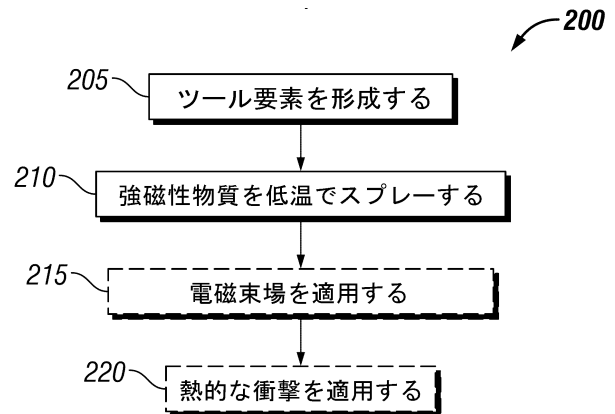 200
205
ツール要素を形成する
210
強磁性物質を低温でスプレーする
215
電磁束場を適用する
220
熱的な衝撃を適用する